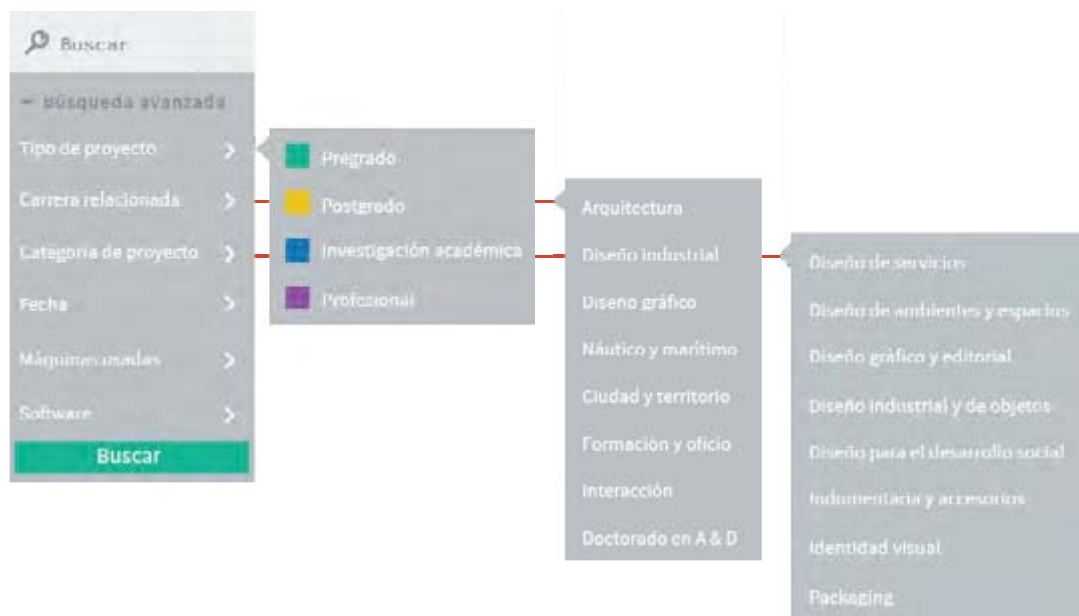 Buscar
— Búsqueda avanzada
Tipo de proyecto
Carrera relacionada
Categoría de proyecto
Fecha
Máquinas usadas
Software
Buscar
Pregrado
Postgrado
Investigación académica
Profesional
Arquitectura
Diseño industrial
Diseño gráfico
Náutico y marítimo
Ciudad y territorio
Formación y oficio
Interacción
Doctorado en A & D
Diseño de servicios
Diseño de ambientes y espacios
Diseño gráfico y editorial
Diseño industrial y de objetos
Diseño para el desarrollo social
Indumentaria y accesorios
Identidad visual
Packaging